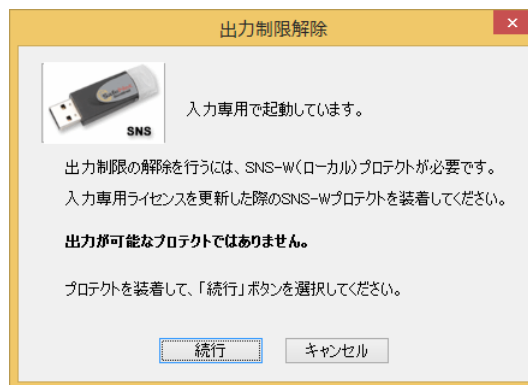 出力制限解除
SNS
入力専用で起動しています。
出力制限の解除を行うには、SNS-W(ローカル)プロテクトが必要です。
入力専用ライセンスを更新した際のSNS-Wプロテクトを装着してください。
出力が可能なプロテクトではありません。
プロテクトを装着して、「続行」ボタンを選択してください。
続行 キャンセル